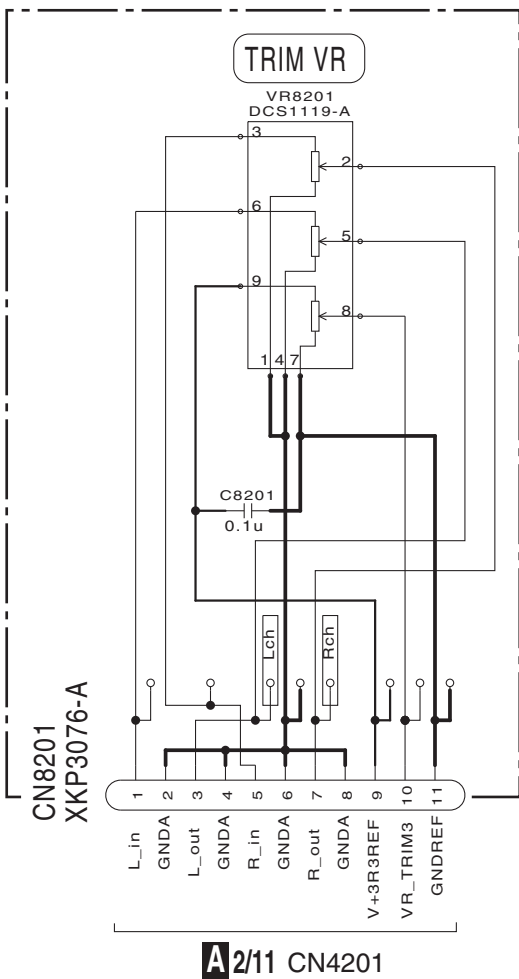 TRIM VR
VR8201
DCS1119-A
3
2
6
5
9
8
1 4 7
C8201
0.1u
Lch
Rch
CN8201
XKP3076-A
1 2 3 4 5 6 7 8 9 10 11
L_in
GNDA
L_out
GNDA
R_in
GNDA
R_out
GNDA
V+3R3REF
VR_TRIM3
GNDREF
A 2/11 CN4201